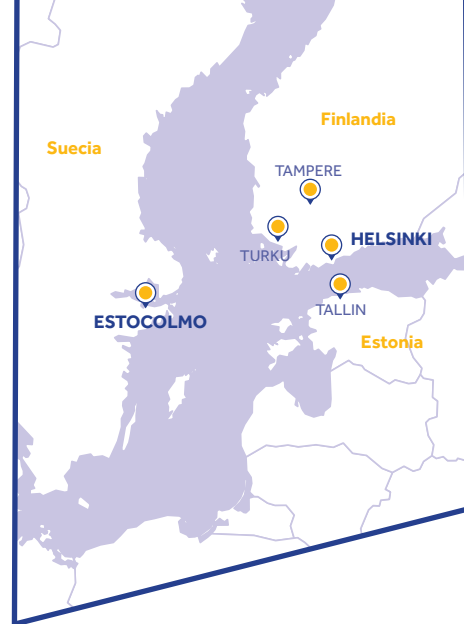 Finlandia
Suecia
TAMPERE
HELSINKI
TURKU
TALLIN
ESTOCOLMO
Estonia